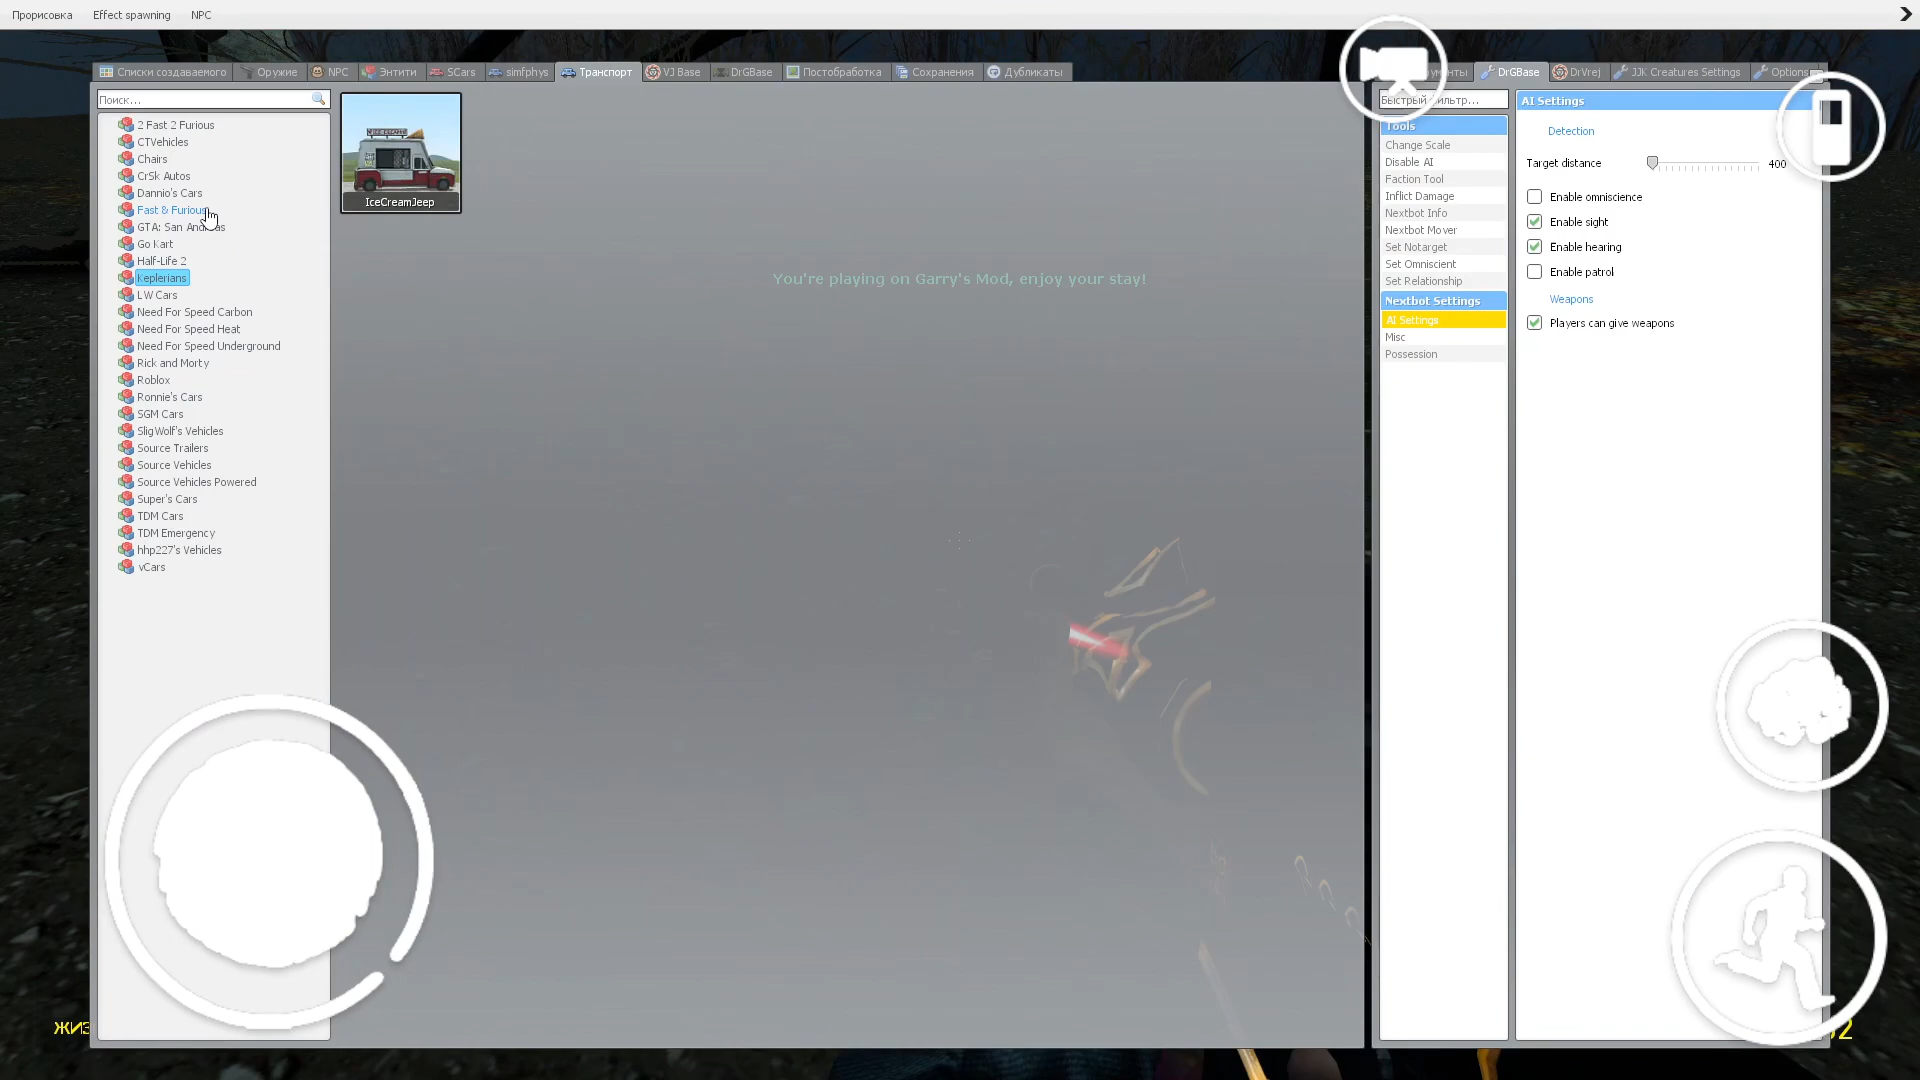 Прорисовка Effect spawning NPC
Списки создаваемого Оружие NPC Энтити SCars simfphys Транспорт VJ Base DrGBase Постобработка Сохранения Дубликаты
DrGBase DrVrej JJK Creatures Settings Options
Поиск...
2 Fast 2 Furious
CTVehicles
Chairs
CrSk Autos
Dannio's Cars
Fast & Furious
GTA: San Andreas
Go Kart
Half-Life 2
Keplerians
LW Cars
Need For Speed Carbon
Need For Speed Heat
Need For Speed Underground
Rick and Morty
Roblox
Ronnie's Cars
SGM Cars
SligWolf's Vehicles
Source Trailers
Source Vehicles
Source Vehicles Powered
Super's Cars
TDM Cars
TDM Emergency
hhp227's Vehicles
vCars
ICE CREAM
IceCreamJeep
You're playing on Garry's Mod, enjoy your stay!
Быстрый фильтр...
Tools
Change Scale
Disable AI
Faction Tool
Inflict Damage
Nextbot Info
Nextbot Mover
Set Notarget
Set Omniscient
Set Relationship
Nextbot Settings
AI Settings
Misc
Possession
AI Settings
Detection
Target distance 400
Enable omniscience
Enable sight
Enable hearing
Enable patrol
Weapons
Players can give weapons